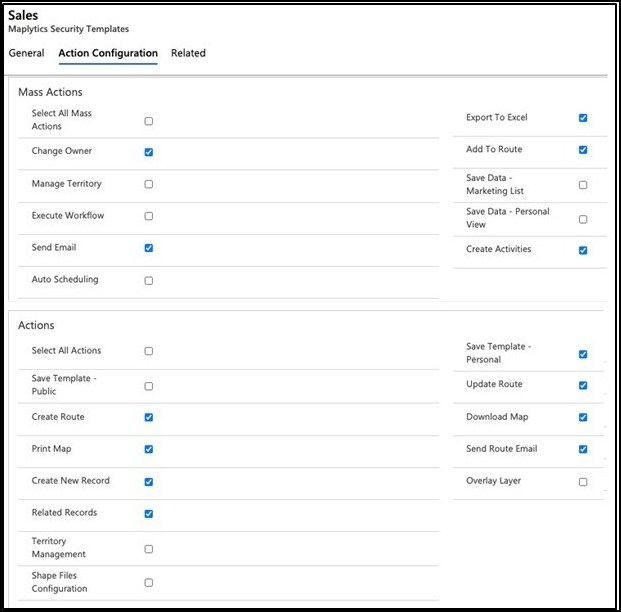 Sales
Maplytics Security Templates
General Action Configuration Related
Mass Actions
Select All Mass
Actions
Change Owner
Manage Territory
Execute Workflow
Send Email
Auto Scheduling
Export To Excel
Add To Route
Save Data -
Marketing List
Save Data - Personal
View
Create Activities
Actions
Select All Actions
Save Template -
Public
Create Route
Print Map
Create New Record
Related Records
Territory
Management
Shape Files
Configuration
Save Template -
Personal
Update Route
Download Map
Send Route Email
Overlay Layer